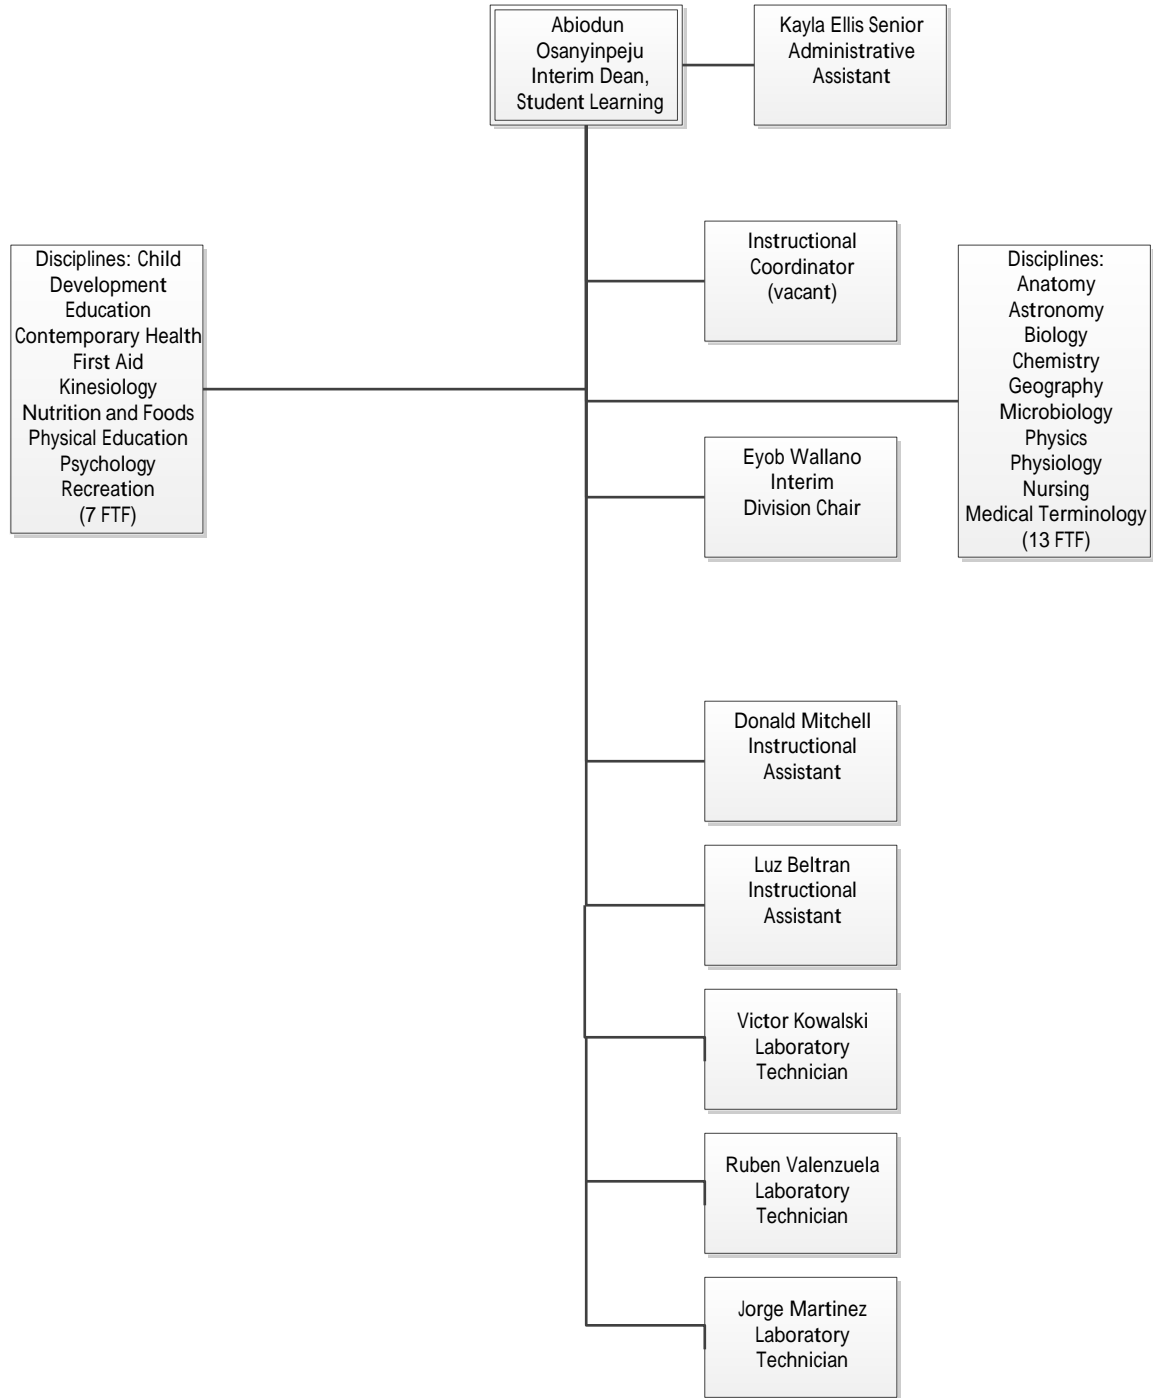 Abiodun
Osanyinpeju
Interim Dean,
Student Learning
Kayla Ellis Senior
Administrative
Assistant
Instructional
Coordinator
(vacant)
Disciplines: Child
Development
Education
Contemporary Health
First Aid
Kinesiology
Nutrition and Foods
Physical Education
Psychology
Recreation
(7 FTF)
Disciplines:
Anatomy
Astronomy
Biology
Chemistry
Geography
Microbiology
Physics
Physiology
Nursing
Medical Terminology
(13 FTF)
Eyob Wallano
Interim
Division Chair
Donald Mitchell
Instructional
Assistant
Luz Beltran
Instructional
Assistant
Victor Kowalski
Laboratory
Technician
Ruben Valenzuela
Laboratory
Technician
Jorge Martinez
Laboratory
Technician